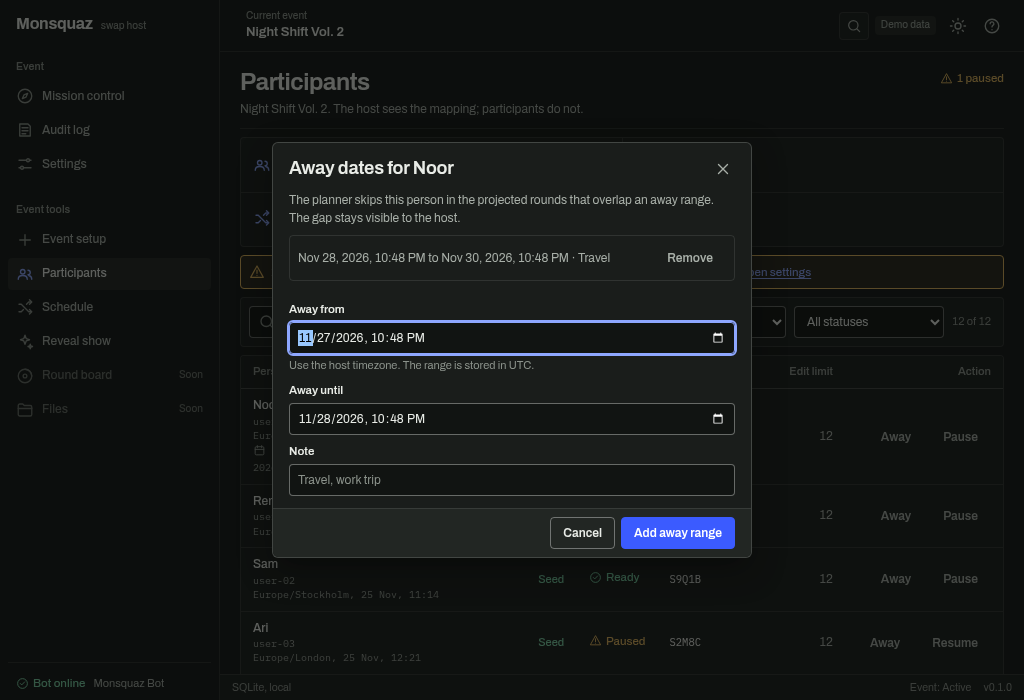 Monsquaz swap host
Current event
Night Shift Vol. 2
Demo data
Event
Mission control
Audit log
Settings
Event tools
Event setup
Participants
Schedule
Reveal show
Round board Soon
Files Soon
Bot online Monsquaz Bot
Participants
1 paused
Night Shift Vol. 2. The host sees the mapping; participants do not.
Away dates for Noor
The planner skips this person in the projected rounds that overlap an away range.
The gap stays visible to the host.
Nov 28, 2026, 10:48 PM to Nov 30, 2026, 10:48 PM · Travel
Remove
Away from
11/27/2026, 10:48 PM
Use the host timezone. The range is stored in UTC.
Away until
11/28/2026, 10:48 PM
Note
Travel, work trip
Cancel
Add away range
settings
All statuses
12 of 12
Edit limit
Action
12 Away Pause
12 Away Pause
Sam
user-02
Europe/Stockholm, 25 Nov, 11:14
Seed Ready S9Q1B 12 Away Pause
Ari
user-03
Europe/London, 25 Nov, 12:21
Seed Paused S2M8C 12 Away Resume
SQLite, local
Event: Active v0.1.0